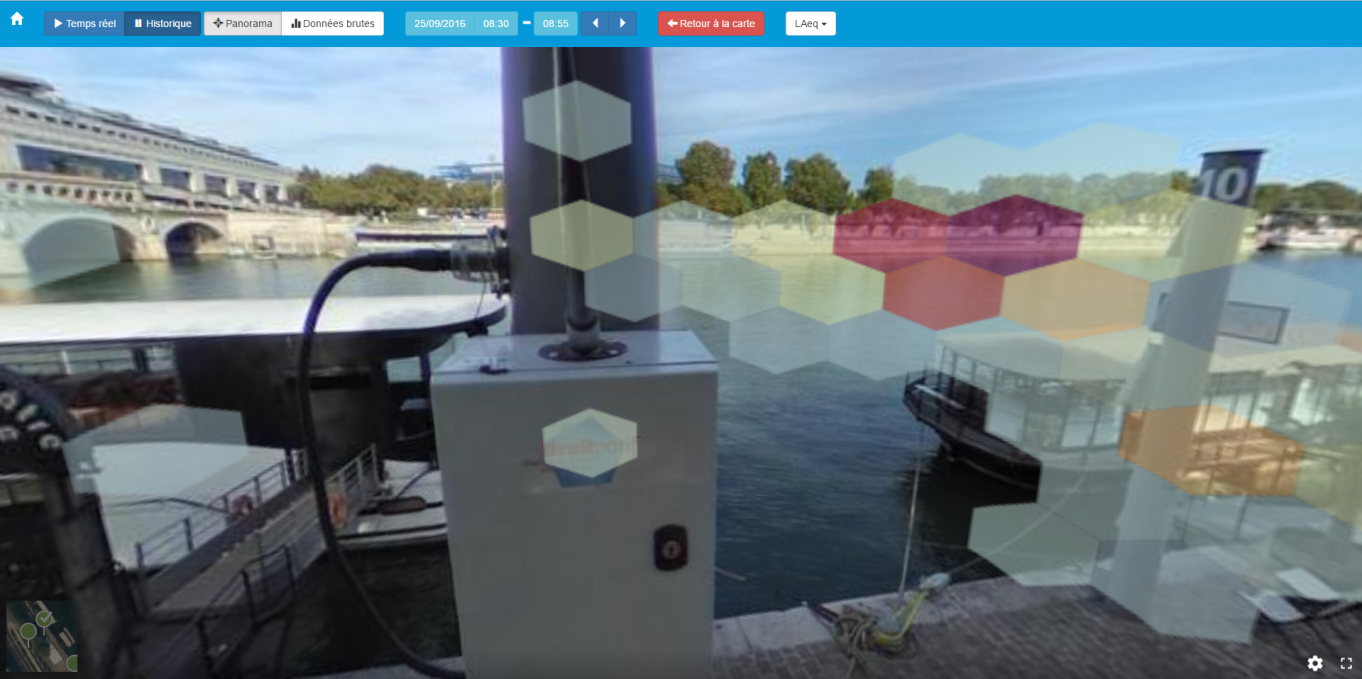 Temps réel Historique Panorama Données brutes 25/09/2016 08:30 08:55 Retour à la carte LAeq
10